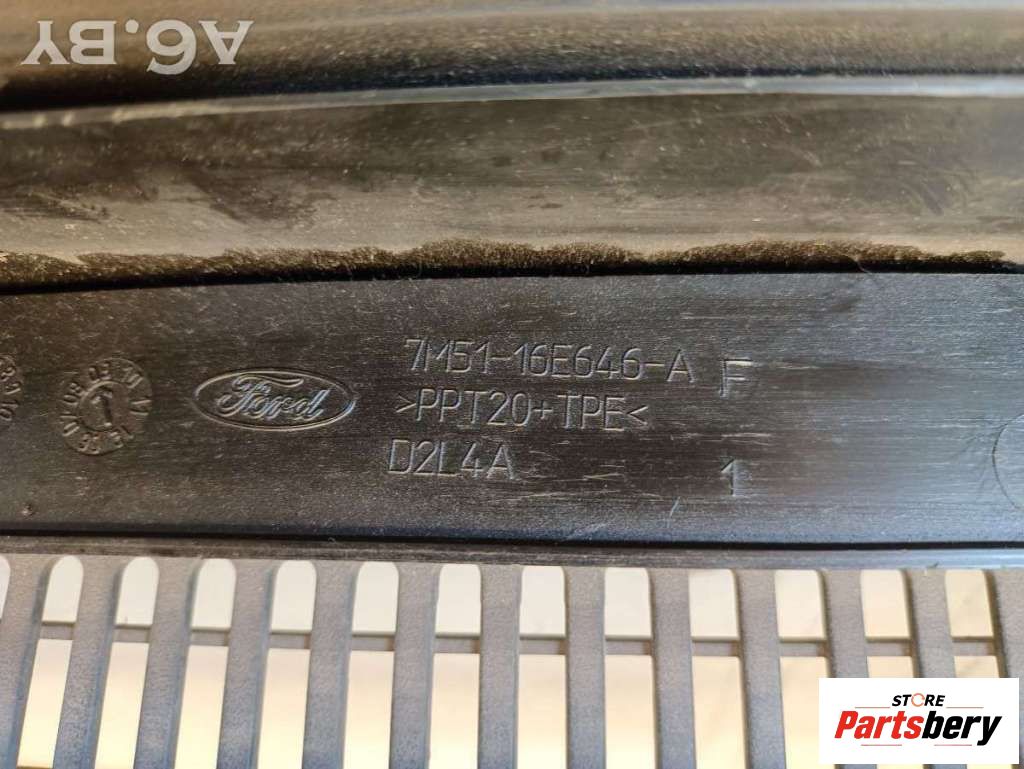 A6.BY
7M51-16E646-A F
Ford
>PPT20+TPE<
D2L4A 1
STORE
Partsbery